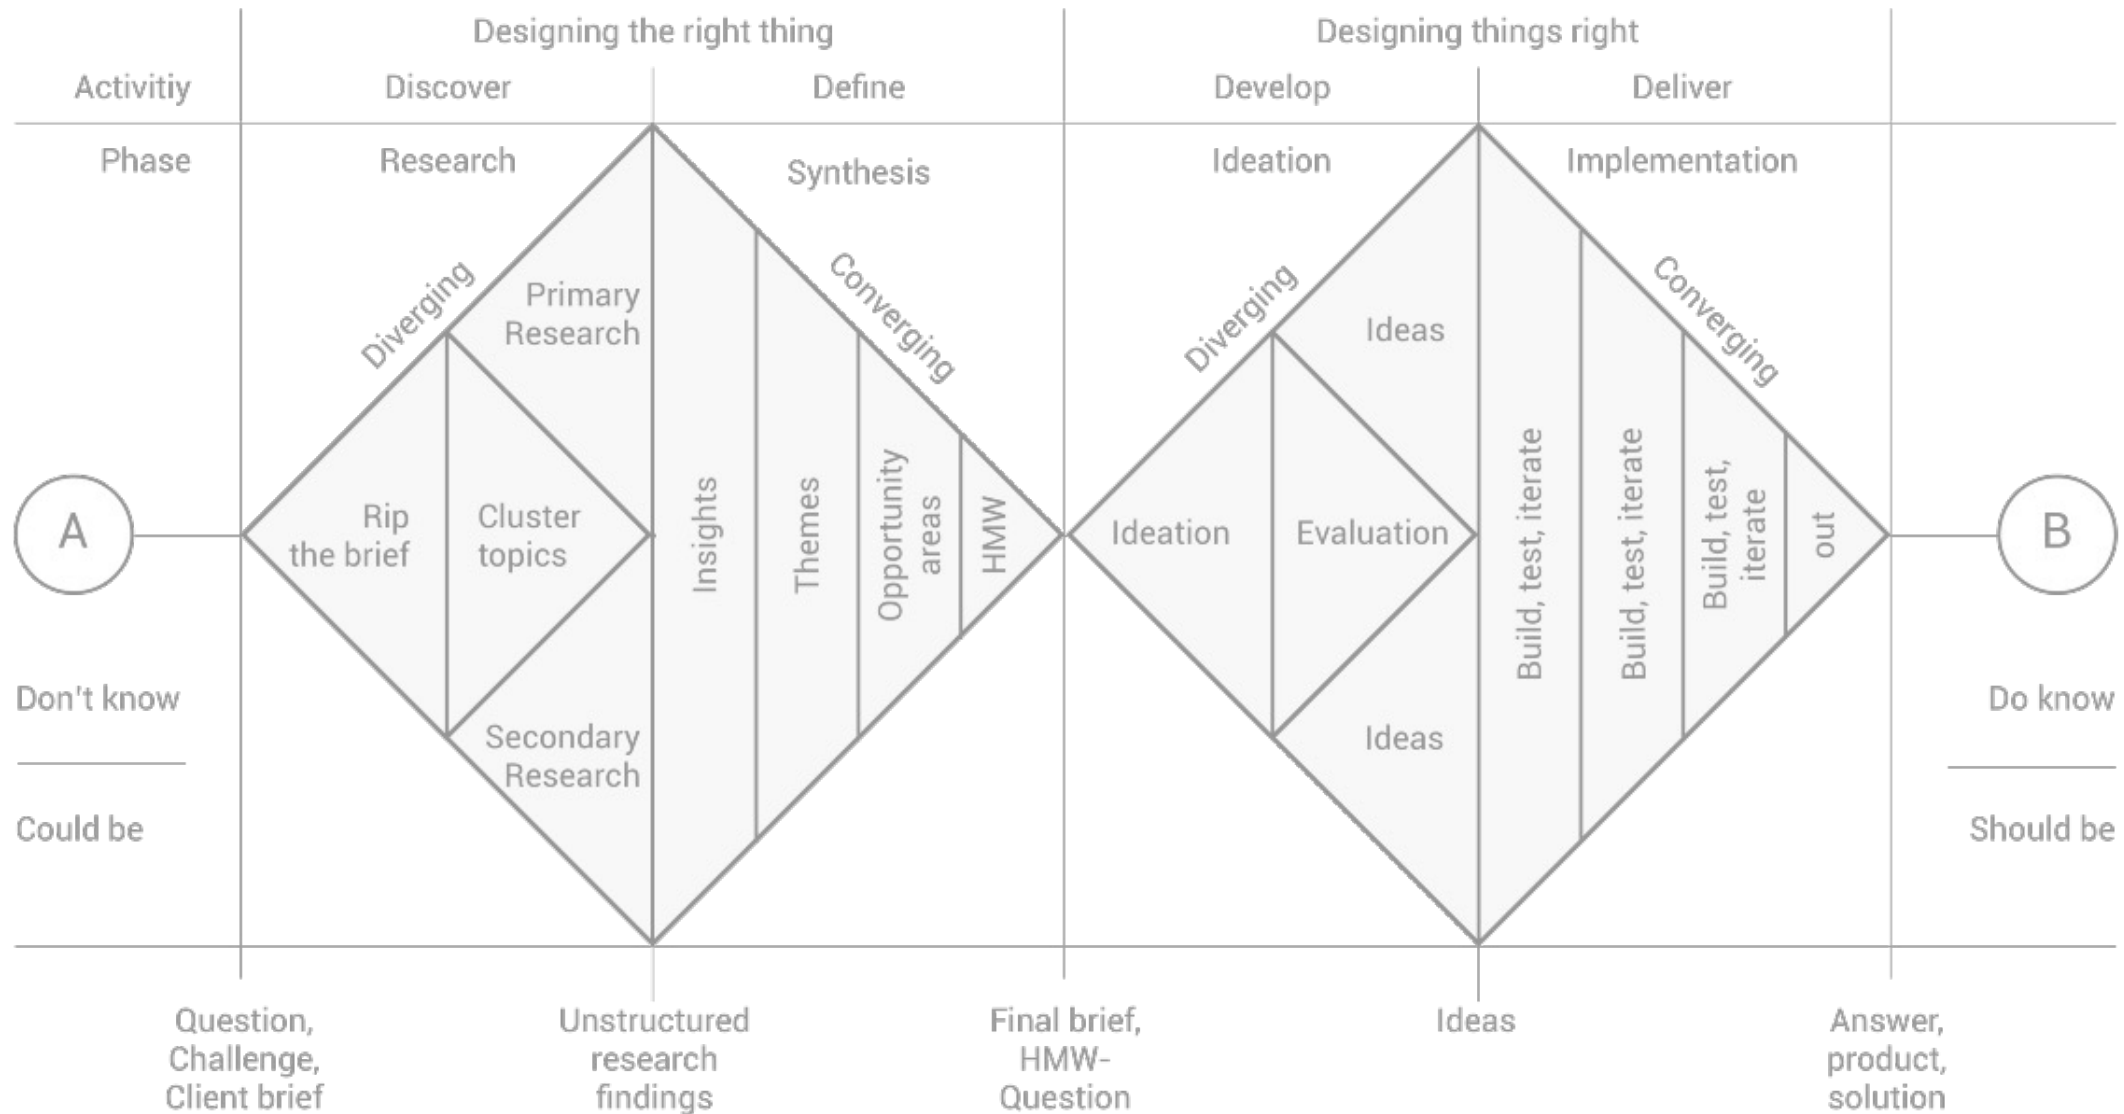 Designing the right thing
Designing things right
Activitiy
Discover
Define
Develop
Deliver
Phase
Research
Synthesis
Ideation
Implementation
Diverging
Converging
Diverging
Converging
Primary
Research
Ideas
A
Rip
the brief
Cluster
topics
Insights
Themes
Opportunity
areas
HMW
Ideation
Evaluation
Build, test, iterate
Build, test, iterate
Build, test,
iterate
out
B
Don't know
Could be
Secondary
Research
Ideas
Do know
Should be
Question,
Challenge,
Client brief
Unstructured
research
findings
Final brief,
HMW-
Question
Ideas
Answer,
product,
solution